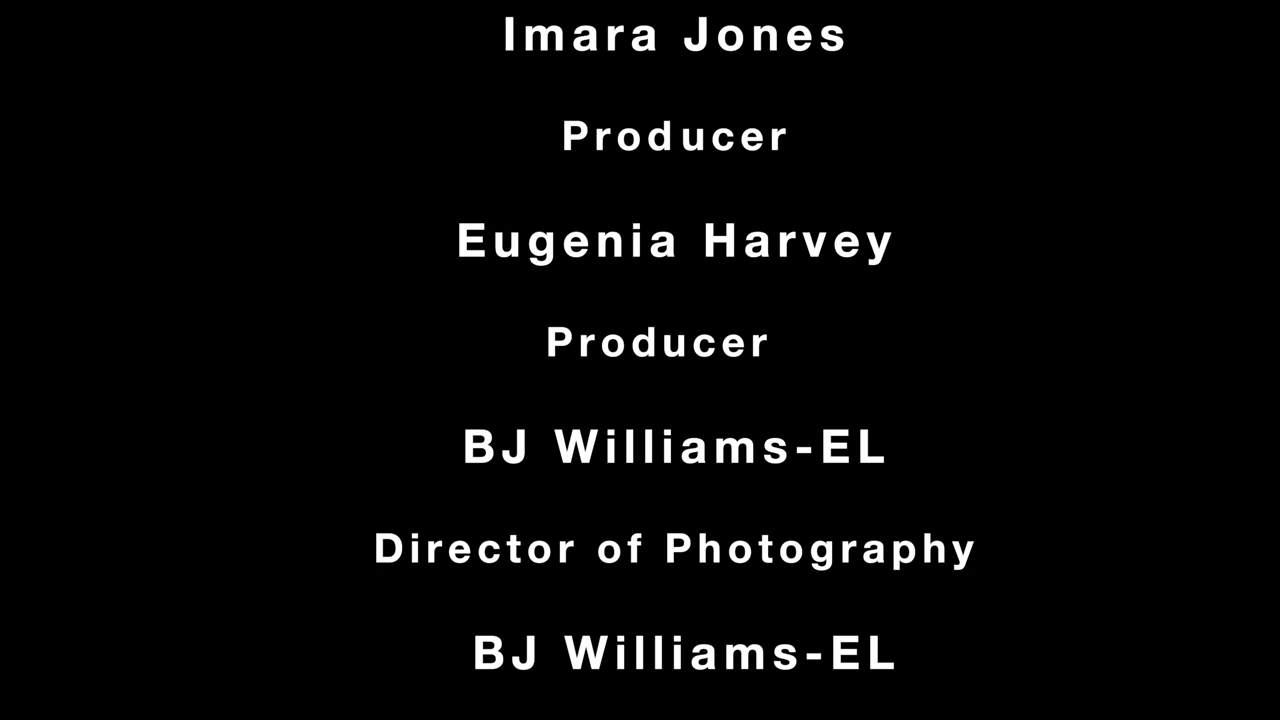 Imara Jones
Producer
Eugenia Harvey
Producer
BJ Williams-EL
Director of Photography
BJ Williams-EL